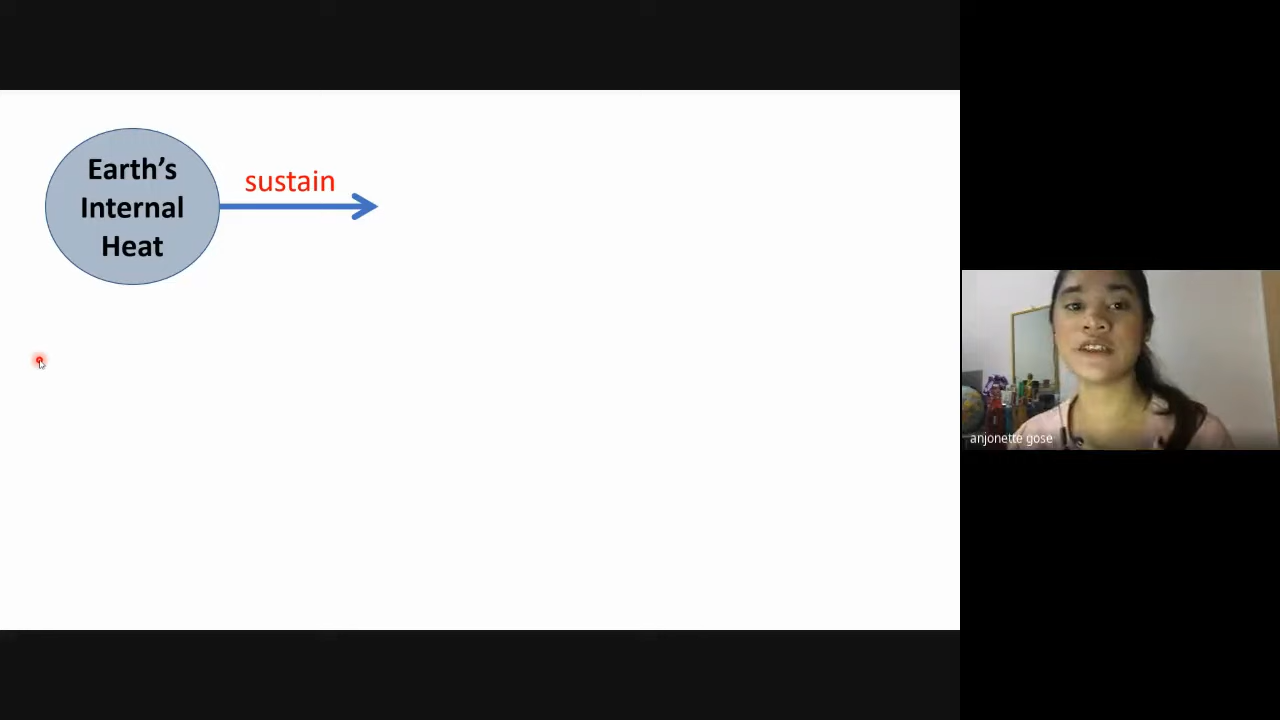 Earth's
Internal
Heat
sustain
anjonette gose